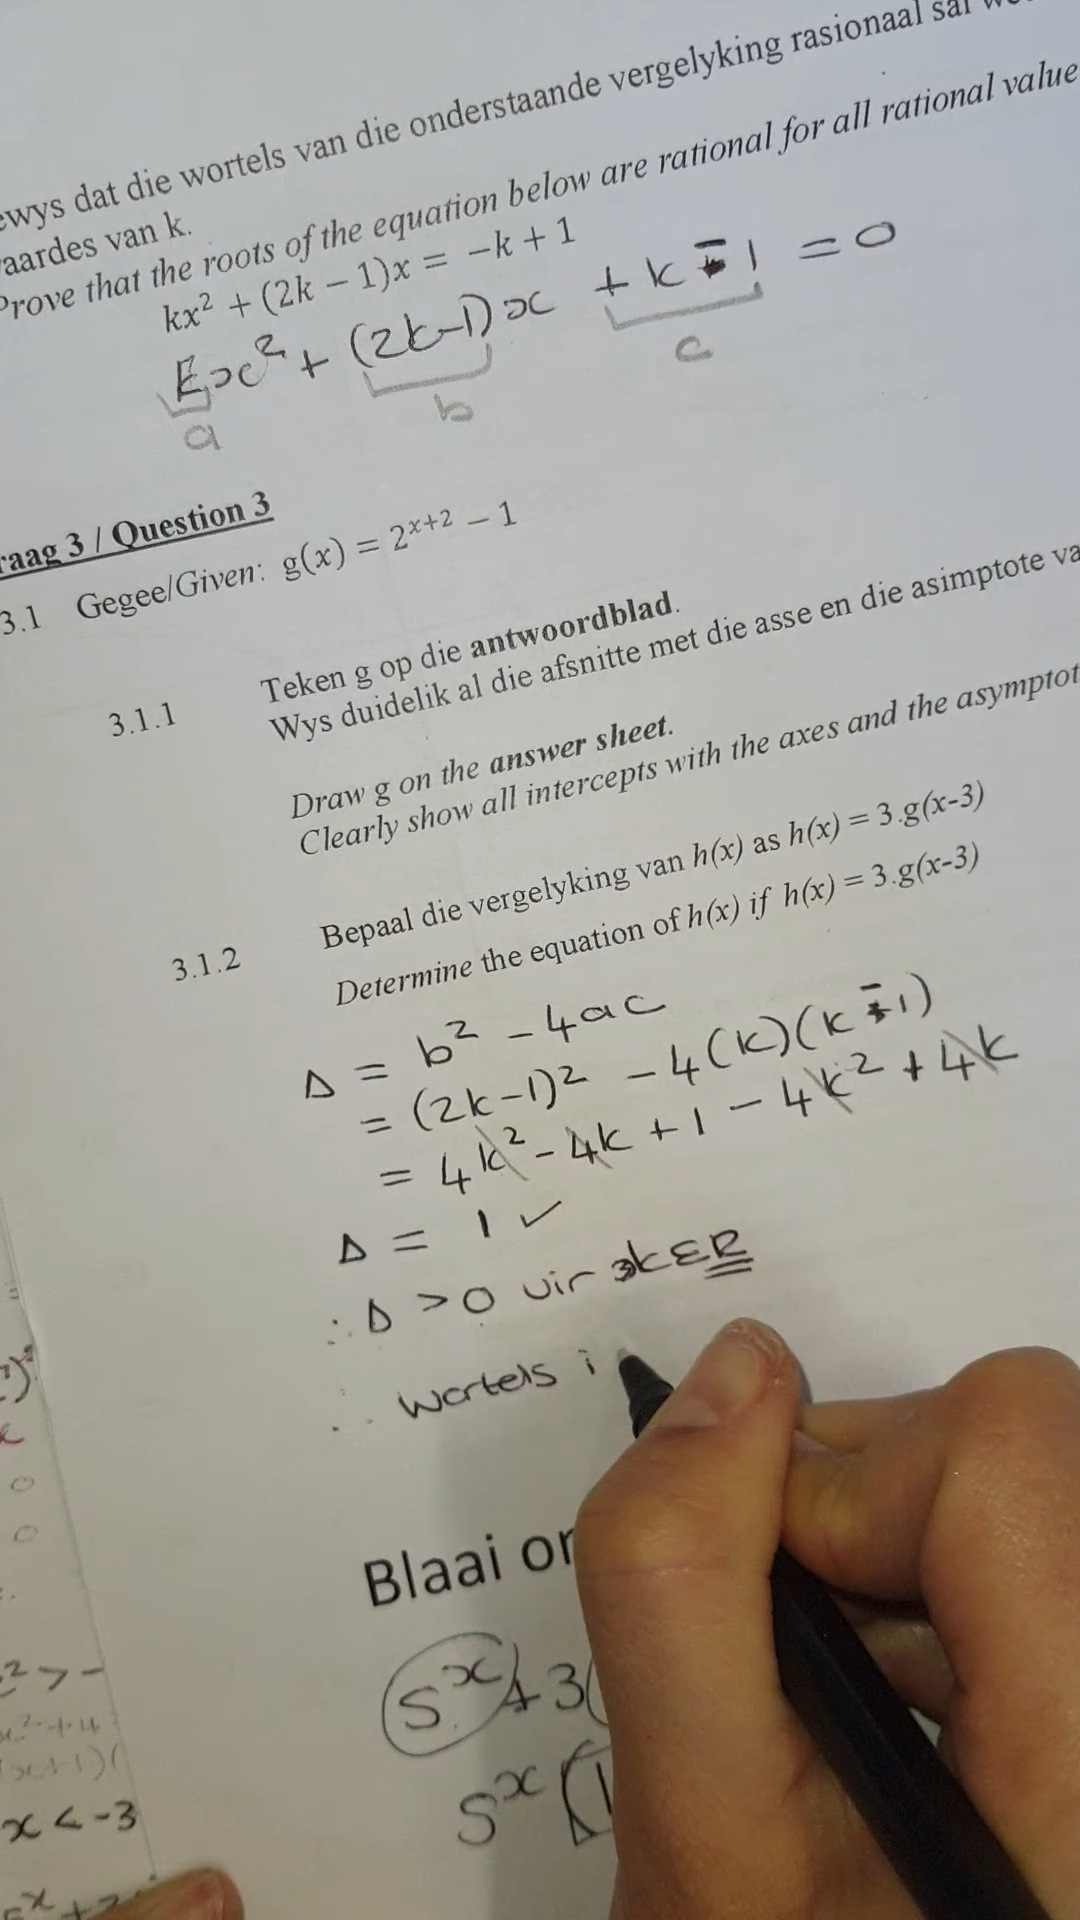 dat die wortels van die onderstaande vergelyking rasionaal sal
van k.
Prove that the roots of the equation below are rational for all rational value
kx² + (2k − 1)x = −k + 1
kx² + (2k-1)x + k - 1 = 0
a b c
raag 3 / Question 3
3.1 Gegee/Given: g(x) = 2^{x+2} − 1
3.1.1 Teken g op die antwoordblad.
Wys duidelik al die afsnitte met die asse en die asimptote va
Draw g on the answer sheet.
Clearly show all intercepts with the axes and the asymptot
3.1.2 Bepaal die vergelyking van h(x) as h(x) = 3.g(x-3)
Determine the equation of h(x) if h(x) = 3.g(x-3)
Δ = b² - 4ac
= (2k-1)² - 4(k)(k-1)
= 4k² - 4k + 1 - 4k² + 4k
Δ = 1 ✓
∴ Δ > 0 vir kER
∴ Wortels i
Blaai
5^x + 3(
5^x (1
x < -3